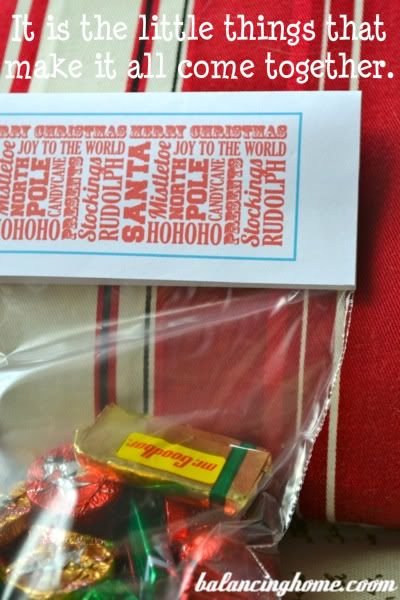 It is the little things that
make it all come together.
MERRY CHRISTMAS MERRY CHRISTMAS
Mistletoe
NORTH
POLE
HOHOHO
JOY TO THE WORLD
CANDYCANE
PRESENTS
Stockings
RUDOLPH
SANTA
Mistletoe
NORTH
POLE
HOHOHO
JOY TO THE WORLD
CANDYCANE
PRESENTS
Stockings
RUDOLPH
mr. Goodbar
balancinghome.com